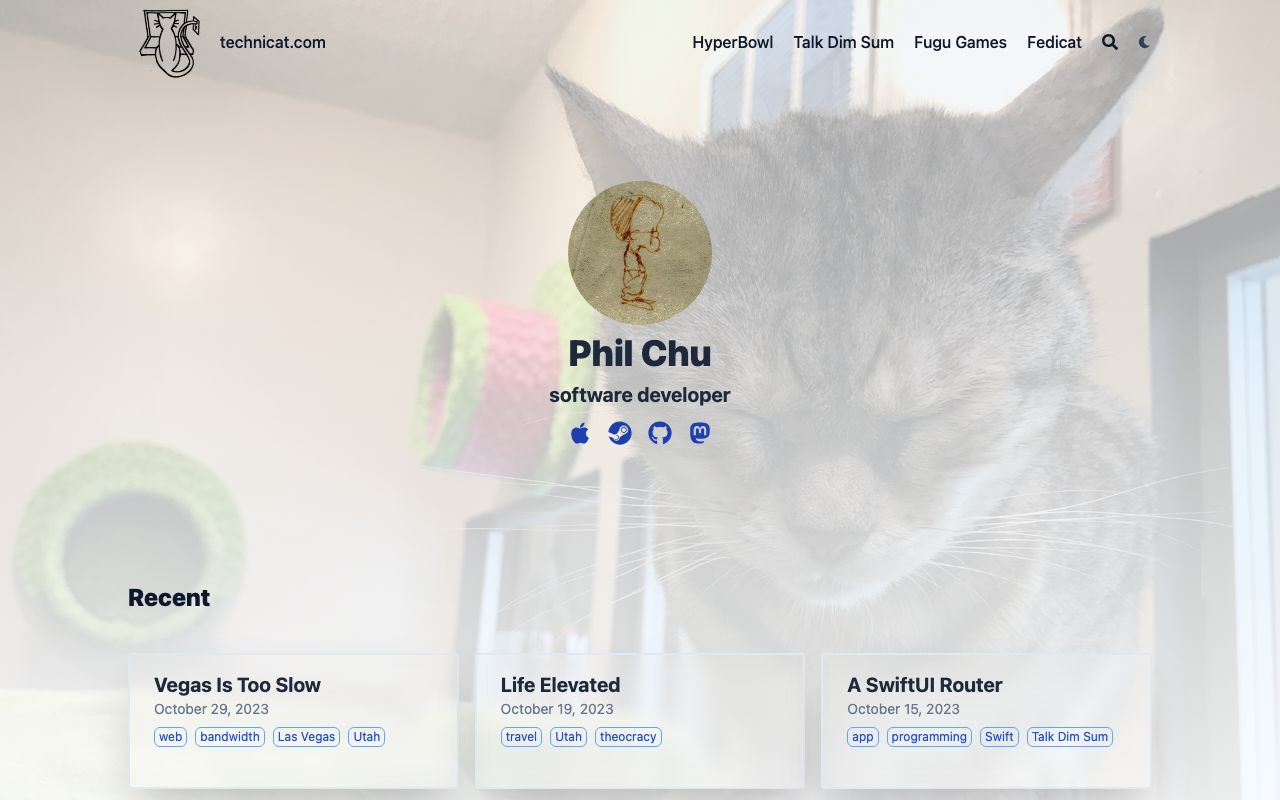 technicat.com
HyperBowl Talk Dim Sum Fugu Games Fedicat
Phil Chu
software developer
Recent
Vegas Is Too Slow
October 29, 2023
web bandwidth Las Vegas Utah
Life Elevated
October 19, 2023
travel Utah theocracy
A SwiftUI Router
October 15, 2023
app programming Swift Talk Dim Sum